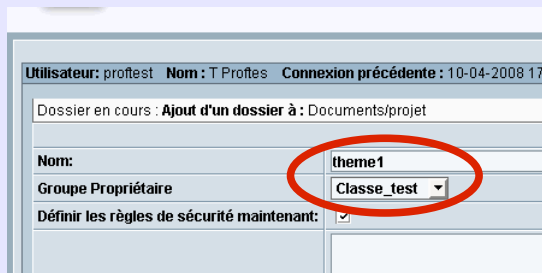 Utilisateur: proftest Nom : T Proftes Connexion précédente : 10-04-2008 17
Dossier en cours : Ajout d'un dossier à : Documents/projet
Nom: theme1
Groupe Propriétaire Classe_test
Définir les règles de sécurité maintenant: